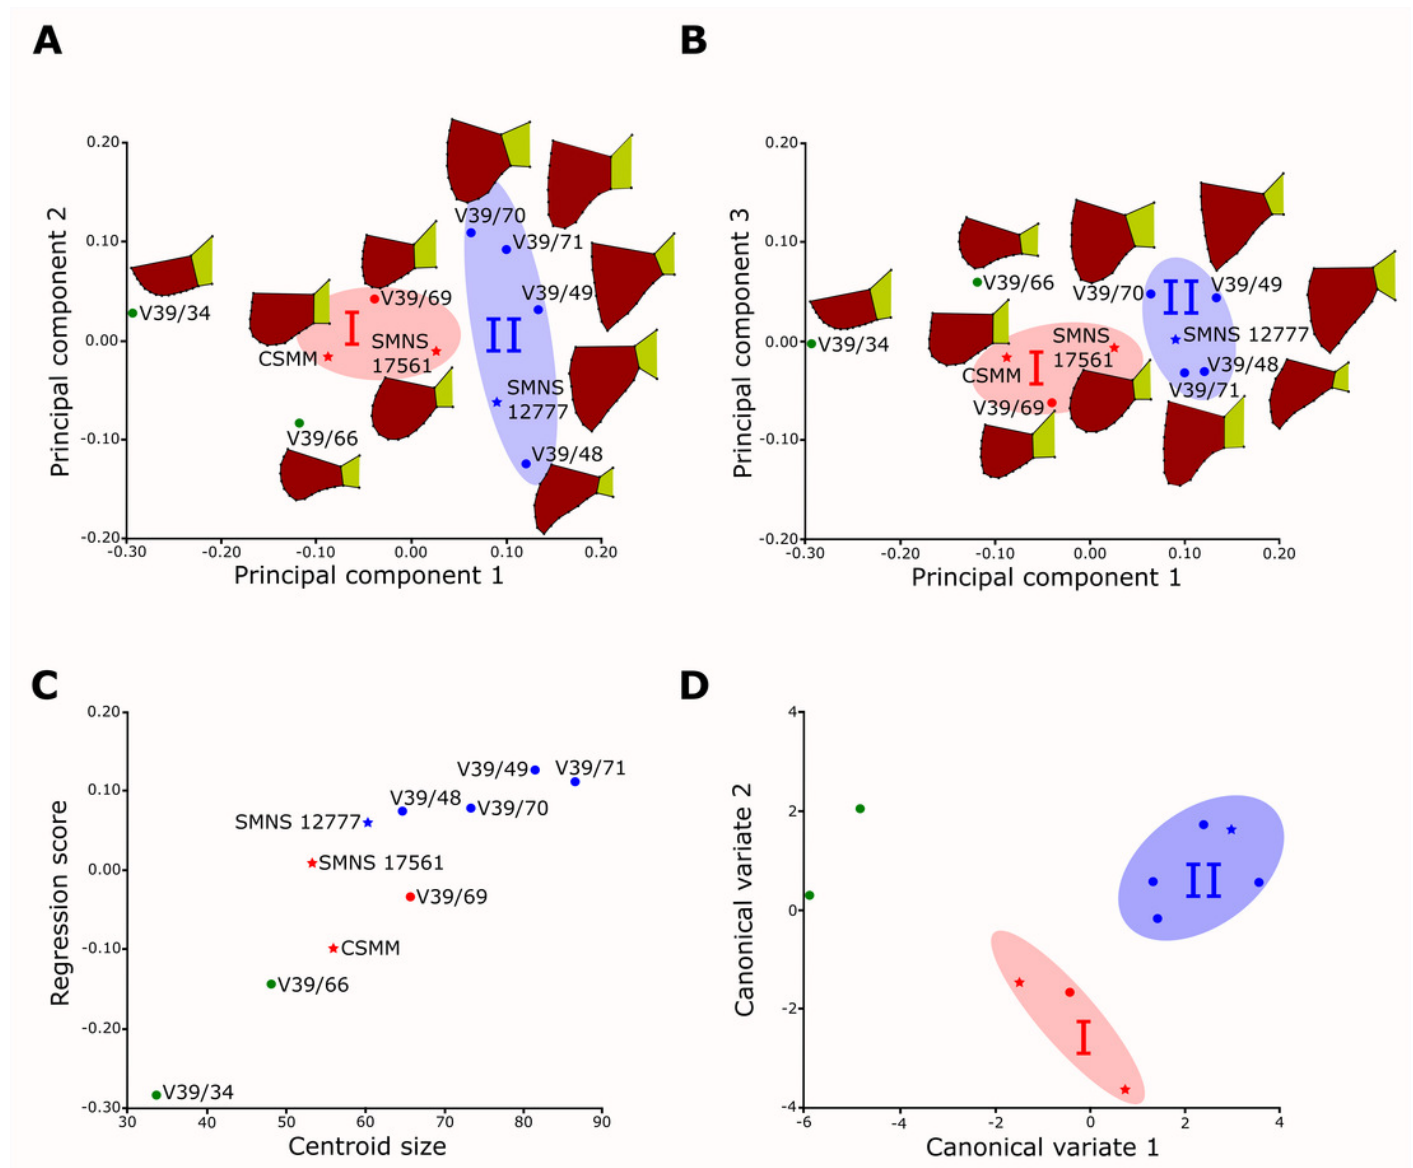 A
B
0.20
0.10
0.00
-0.10
-0.20
-0.30
-0.20
-0.10
0.00
0.10
0.20
Principal component 2
Principal component 1
V39/34
V39/66
CSMM
V39/69
SMNS
17561
I
II
V39/70
V39/71
V39/49
SMNS
12777
V39/48
0.20
0.10
0.00
-0.10
-0.20
-0.30
-0.20
-0.10
0.00
0.10
0.20
Principal component 3
Principal component 1
V39/66
V39/34
V39/70
II
V39/49
SMNS
17561
SMNS 12777
CSMM
I
V39/48
V39/71
V39/69
C
D
0.20
0.10
0.00
-0.10
-0.20
-0.30
30
40
50
60
70
80
90
Regression score
Centroid size
V39/49
V39/71
V39/48
V39/70
SMNS 12777
SMNS 17561
V39/69
CSMM
V39/66
V39/34
4
2
0
-2
-4
-6
-4
-2
0
2
4
Canonical variate 2
Canonical variate 1
II
I